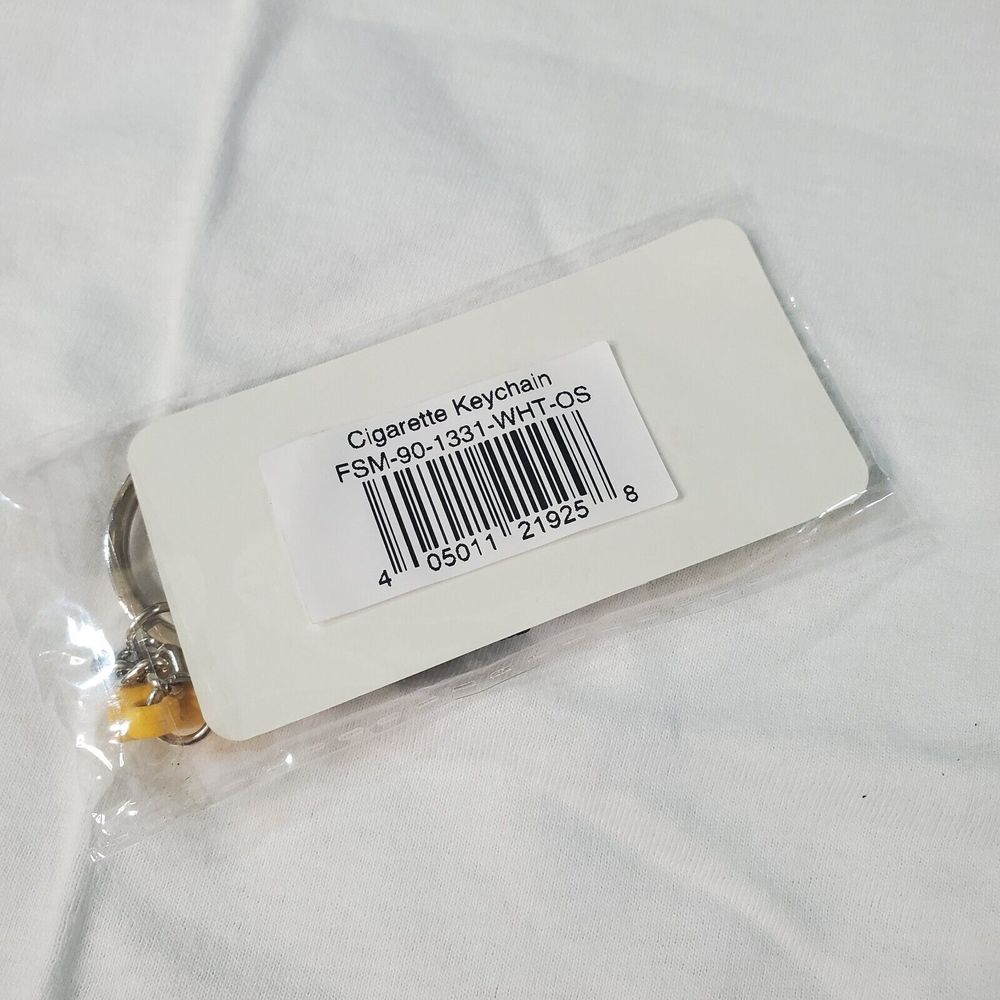 Cigarette Keychain
FSM-90-1331-WHT-OS
4 05011 21925 8